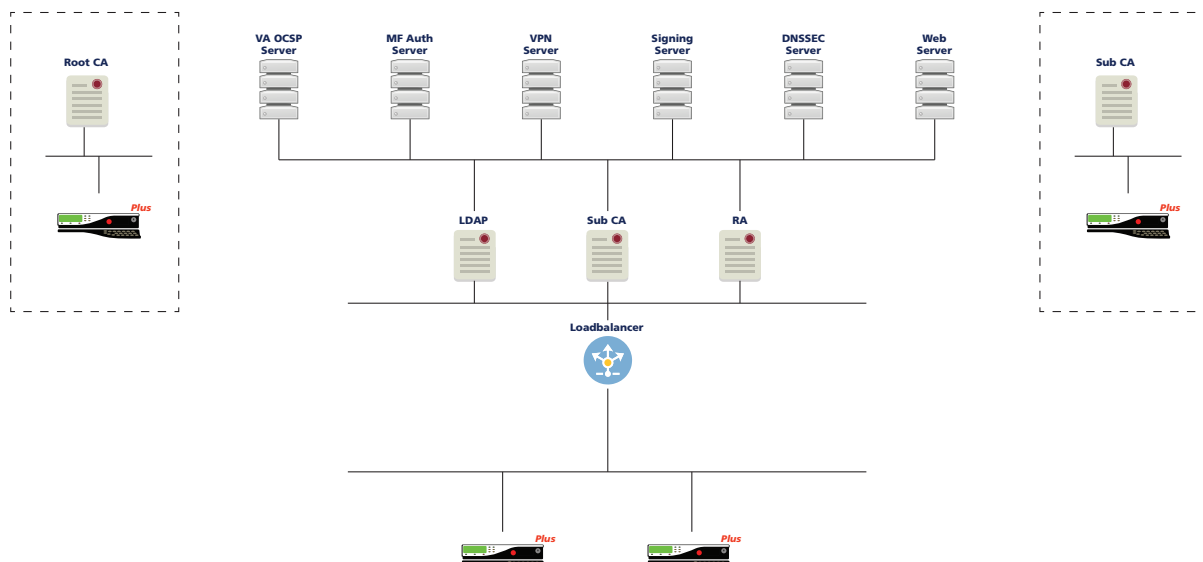 Root CA
Plus
VA OCSP
Server
MF Auth
Server
VPN
Server
Signing
Server
DNSSEC
Server
Web
Server
Sub CA
Plus
LDAP
Sub CA
RA
Loadbalancer
Plus
Plus